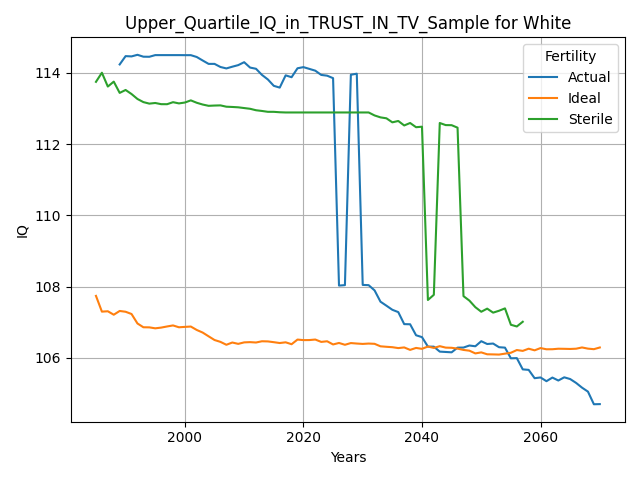 Upper_Quartile_IQ_in_TRUST_IN_TV_Sample for White
Fertility
Actual
Ideal
Sterile
IQ
114
112
110
108
106
2000
2020
2040
2060
Years